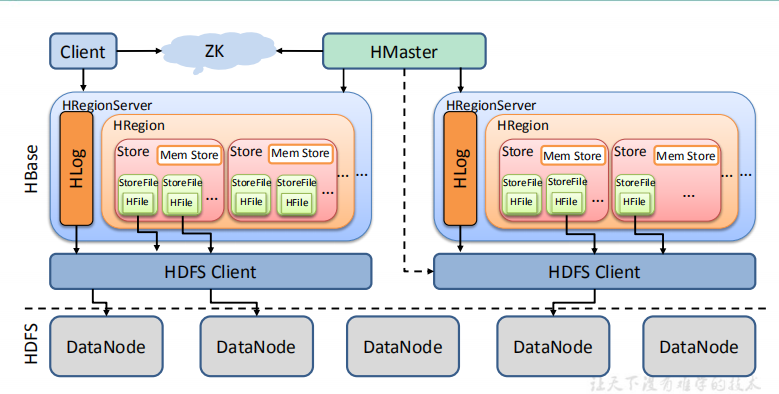 Client
ZK
HMaster
HBase
HRegionServer
HLog
HRegion
Store
Mem Store
StoreFile
HFile
StoreFile
HFile
...
Store
Mem Store
StoreFile
HFile
StoreFile
HFile
...
...
...
HRegionServer
HLog
HRegion
Store
Mem Store
StoreFile
HFile
StoreFile
HFile
...
Store
Mem Store
StoreFile
HFile
...
...
...
HDFS Client
HDFS Client
HDFS
DataNode
DataNode
DataNode
DataNode
DataNode
让天下没有难学的技术